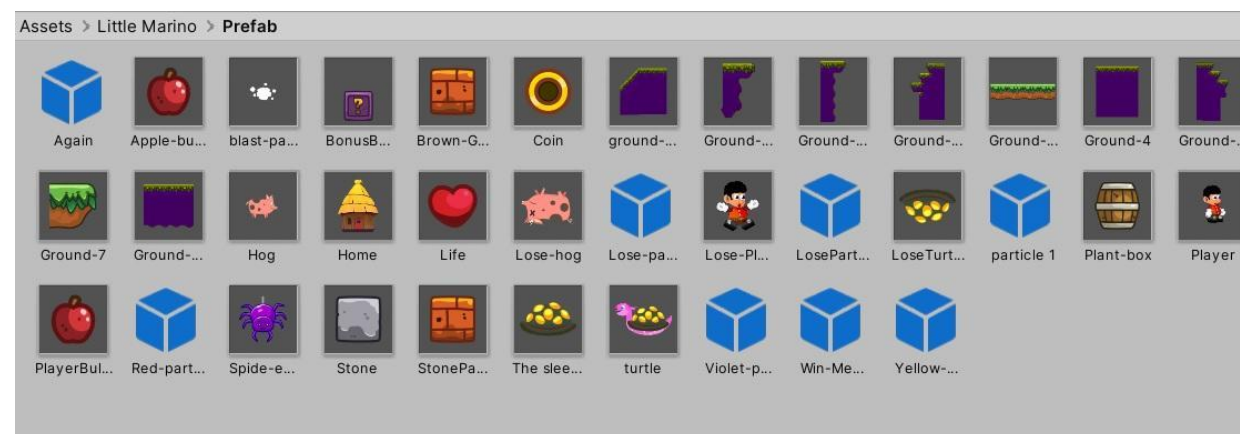 Assets > Little Marino > Prefab
Again Apple-bu... blast-pa... BonusB... Brown-G... Coin ground-... Ground-... Ground-... Ground-... Ground-... Ground-4 Ground-...
Ground-7 Ground-... Hog Home Life Lose-hog Lose-pa... Lose-Pl... LosePart... LoseTurt... particle 1 Plant-box Player
PlayerBul... Red-part... Spide-e... Stone StonePa... The slee... turtle Violet-p... Win-Me... Yellow-...